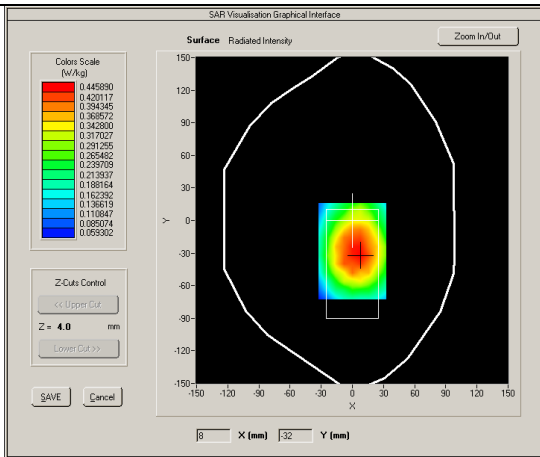 SAR Visualisation Graphical Interface
Surface Radiated Intensity
Zoom In/Out
Colors Scale
(W/kg)
0.445890
0.420117
0.394345
0.368572
0.342800
0.317027
0.291255
0.265482
0.239709
0.213937
0.188164
0.162392
0.136619
0.110847
0.085074
0.059302
Z-Cuts Control
<< Upper Cut
Z = 4.0 mm
Lower Cut >>
SAVE Cancel
150
120
90
60
30
0
-30
-60
-90
-120
-150
Y
-150 -120 -90 -60 -30 0 30 60 90 120 150
X
8 X (mm) -32 Y (mm)